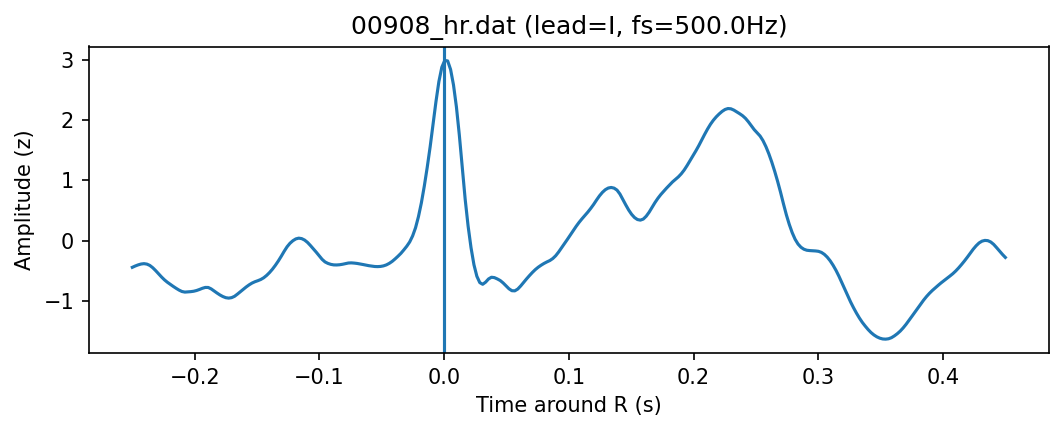 00908_hr.dat (lead=I, fs=500.0Hz)
Amplitude (z)
3
2
1
0
−1
−0.2 −0.1 0.0 0.1 0.2 0.3 0.4
Time around R (s)